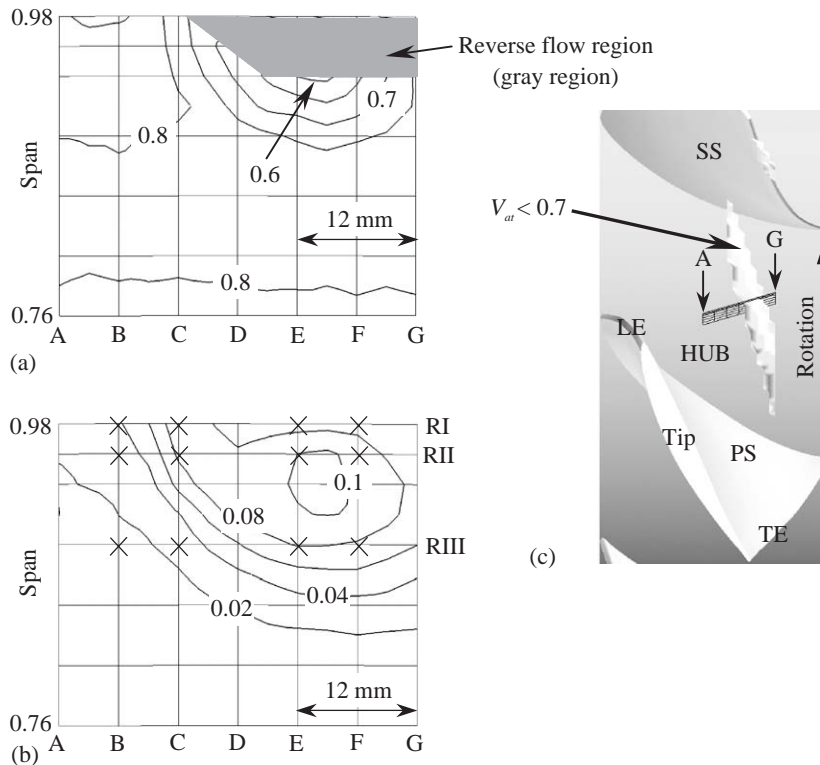 0.98
Reverse flow region
(gray region)
0.7
0.8
0.6
Span
12 mm
0.8
0.76
A B C D E F G
(a)
SS
V_at < 0.7
G
A
LE
HUB
Rotation
Tip
PS
TE
(c)
0.98
RI
RII
0.1
0.08
RIII
Span
0.04
0.02
12 mm
0.76
A B C D E F G
(b)